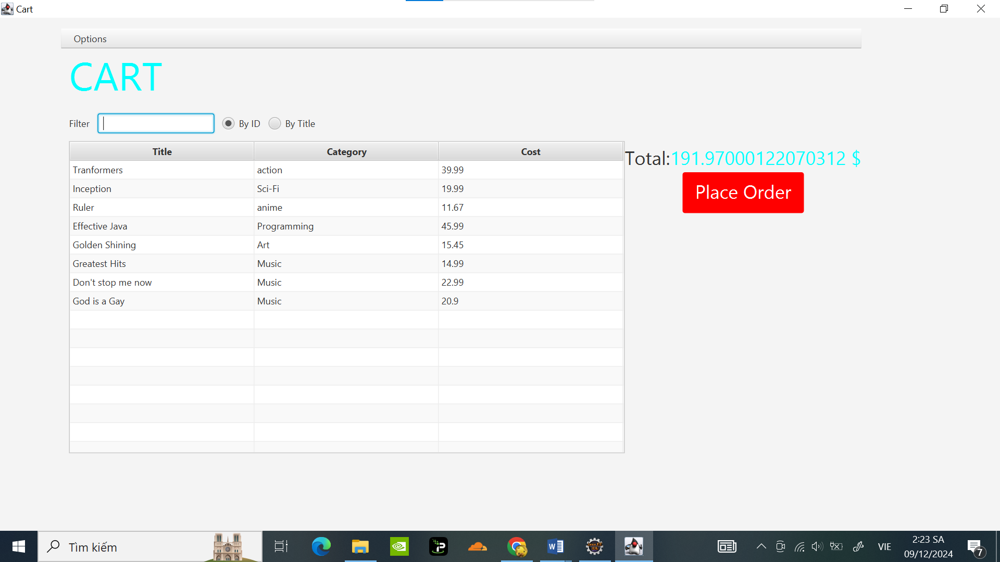 Cart
Options
CART
Filter By ID By Title
Title Category Cost
Tranformers action 39.99
Inception Sci-Fi 19.99
Ruler anime 11.67
Effective Java Programming 45.99
Golden Shining Art 15.45
Greatest Hits Music 14.99
Don't stop me now Music 22.99
God is a Gay Music 20.9
Total:191.97000122070312 $
Place Order
Tìm kiếm
Java EE
IDE
VIE
2:23 SA
09/12/2024
7